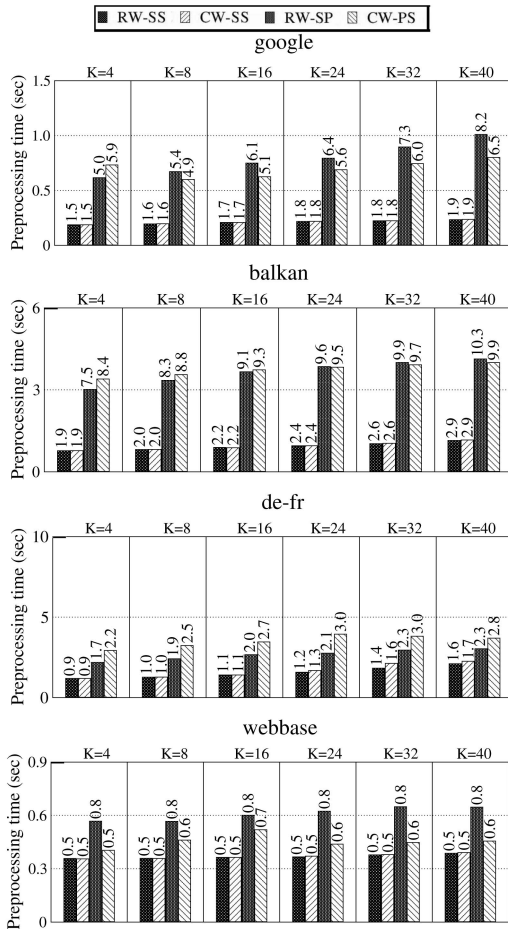 RW-SS CW-SS RW-SP CW-PS
google
K=4 K=8 K=16 K=24 K=32 K=40
Preprocessing time (sec)
1.5
1.0
0.5
0
1.5 1.5 5.0 5.9 1.6 1.6 5.4 4.9 1.7 1.7 6.1 5.1 1.8 1.8 6.4 5.6 1.8 1.8 7.3 6.0 1.9 1.9 8.2 6.5
balkan
K=4 K=8 K=16 K=24 K=32 K=40
Preprocessing time (sec)
6
3
0
1.9 1.9 7.5 8.4 2.0 2.0 8.3 8.8 2.2 2.2 9.1 9.3 2.4 2.4 9.6 9.5 2.6 2.6 9.9 9.7 2.9 2.9 10.3 9.9
de-fr
K=4 K=8 K=16 K=24 K=32 K=40
Preprocessing time (sec)
10
5
0
0.9 0.9 1.7 2.2 1.0 1.0 1.9 2.5 1.1 1.1 2.0 2.7 1.2 1.3 2.1 3.0 1.4 1.6 2.3 3.0 1.6 1.7 2.3 2.8
webbase
K=4 K=8 K=16 K=24 K=32 K=40
Preprocessing time (sec)
0.9
0.6
0.3
0
0.5 0.5 0.8 0.5 0.5 0.5 0.8 0.6 0.5 0.5 0.8 0.7 0.5 0.5 0.8 0.6 0.5 0.5 0.8 0.6 0.5 0.5 0.8 0.6